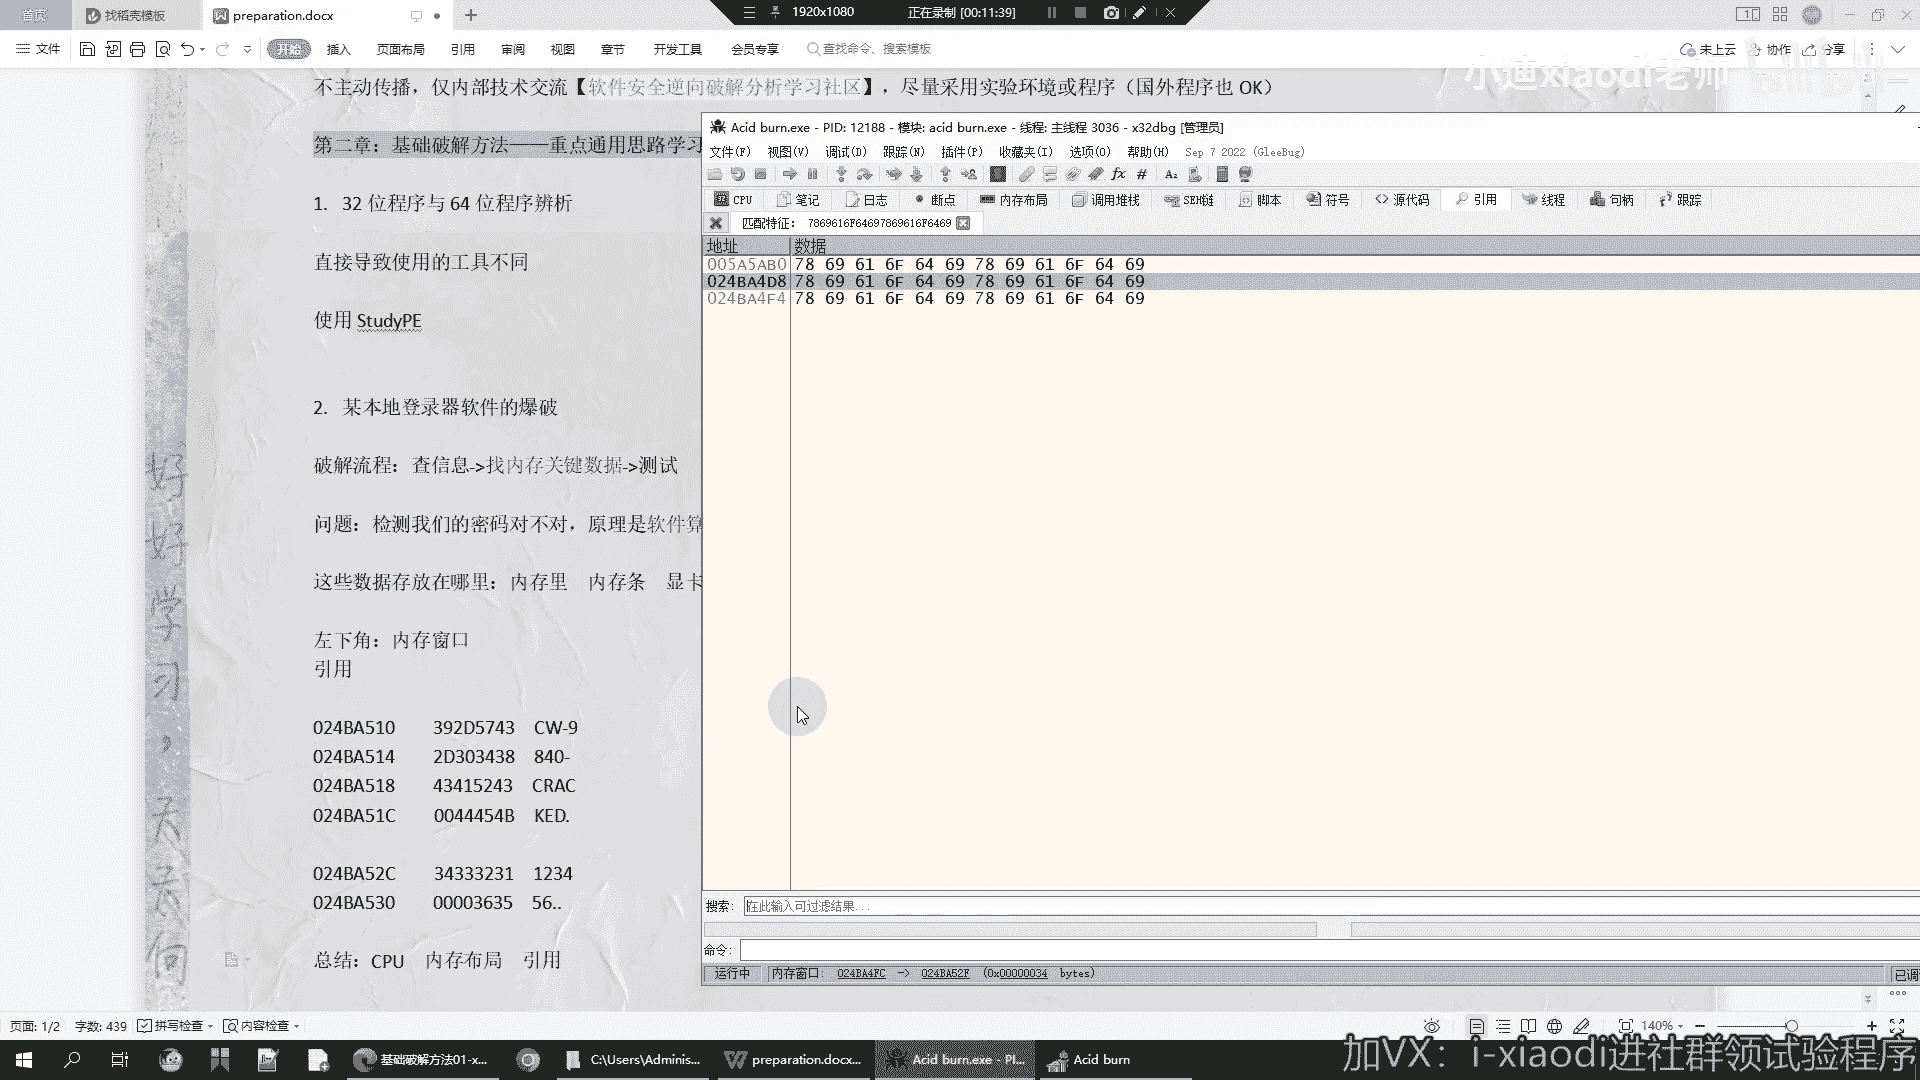 首页
找稻壳模板
preparation.docx
1920x1080
正在录制 [00:11:39]
文件
开始
插入
页面布局
引用
审阅
视图
章节
开发工具
会员专享
查找命令、搜索模板
未上云
协作
分享
小迪xiaodi老师
bilibili
不主动传播，仅内部技术交流【软件安全逆向破解分析学习社区】，尽量采用实验环境或程序（国外程序也 OK）
第二章：基础破解方法——重点通用思路学习
1. 32 位程序与 64 位程序辨析
直接导致使用的工具不同
使用 StudyPE
2. 某本地登录器软件的爆破
破解流程：查信息->找内存关键数据->测试
问题：检测我们的密码对不对，原理是软件算
这些数据存放在哪里：内存里 内存条 显卡
左下角：内存窗口
引用
024BA510 392D5743 CW-9
024BA514 2D303438 840-
024BA518 43415243 CRAC
024BA51C 0044454B KED.
024BA52C 34333231 1234
024BA530 00003635 56..
总结：CPU 内存布局 引用
好好学习，天天向
Acid burn.exe - PID: 12188 - 模块: acid burn.exe - 线程: 主线程 3036 - x32dbg [管理员]
文件(F) 视图(V) 调试(D) 跟踪(N) 插件(P) 收藏夹(I) 选项(O) 帮助(H) Sep 7 2022 (GleeBug)
CPU 笔记 日志 断点 内存布局 调用堆栈 SEH链 脚本 符号 源代码 引用 线程 句柄 跟踪
匹配特征: 7869616F64697869616F6469
地址 数据
005A5AB0 78 69 61 6F 64 69 78 69 61 6F 64 69
024BA4D8 78 69 61 6F 64 69 78 69 61 6F 64 69
024BA4F4 78 69 61 6F 64 69 78 69 61 6F 64 69
搜索: 在此输入可过滤结果...
命令:
运行中 内存窗口: 024BA4FC -> 024BA52F (0x00000034 bytes) 已调
页面: 1/2 字数: 439 拼写检查 内容检查 140%
基础破解方法01-x...
C:\Users\Adminis...
preparation.docx...
Acid burn.exe - PI...
Acid burn
加VX：i-xiaodi进社群领试验程序